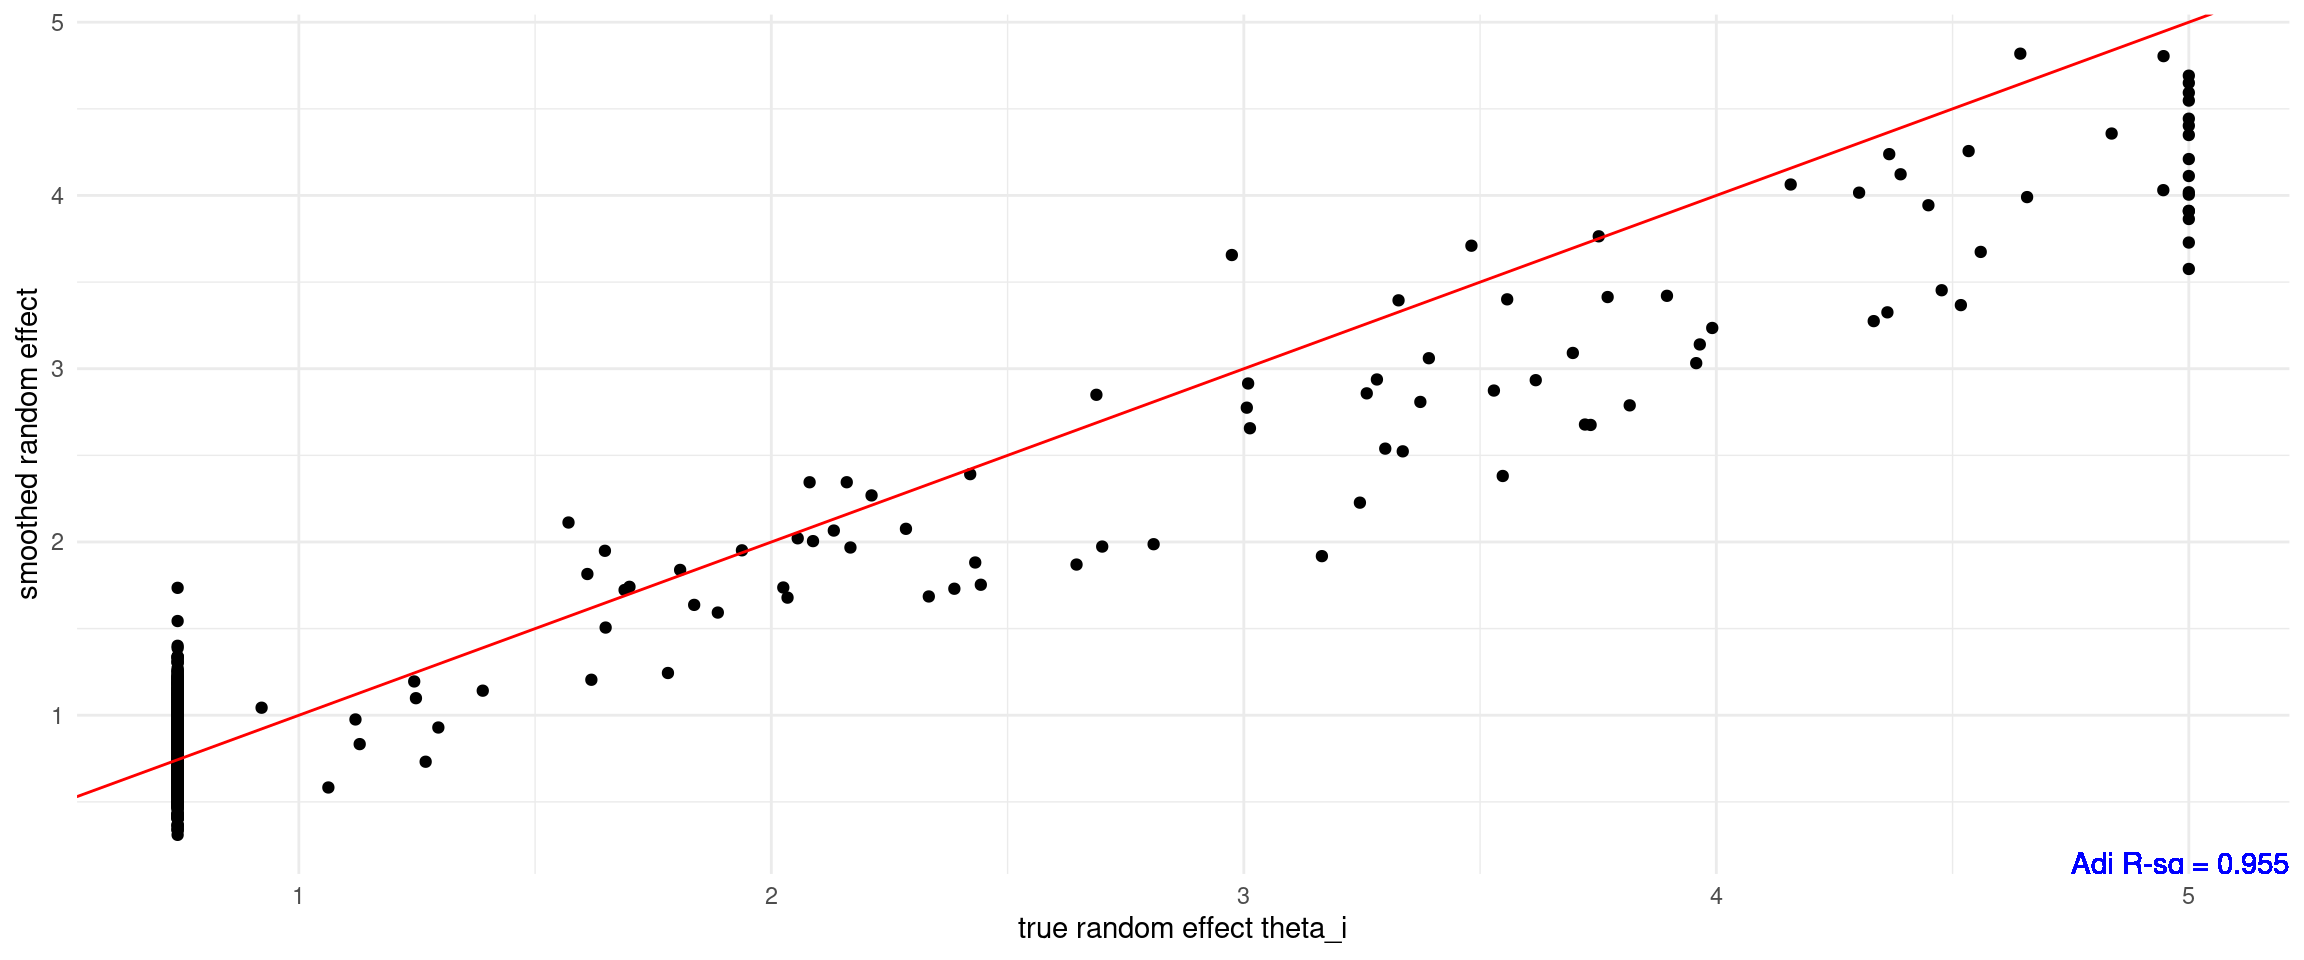 5
4
3
2
1
smoothed random effect
Adj R-sq = 0.955
1 2 3 4 5
true random effect theta_i